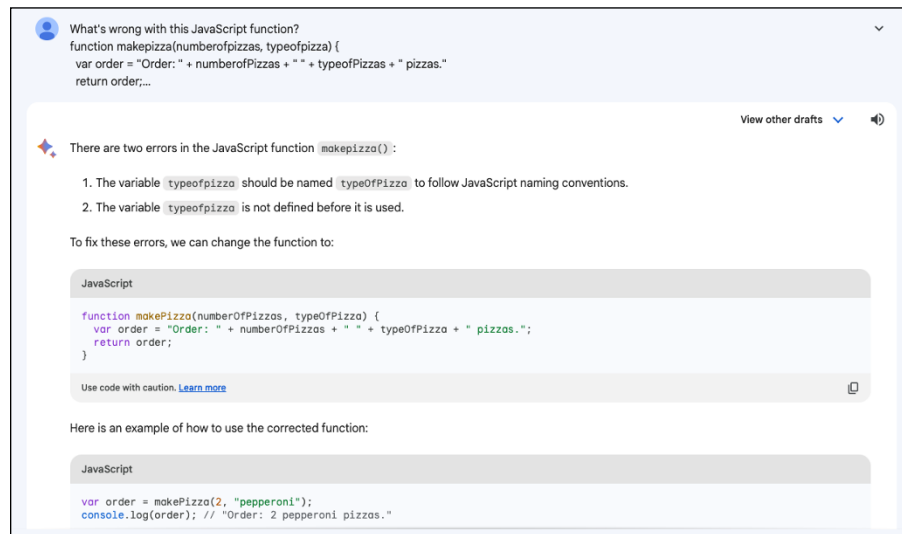 What's wrong with this JavaScript function?
function makepizza(numberofpizzas, typeofpizza) {
var order = "Order: " + numberofPizzas + " " + typeofPizzas + " pizzas."
return order;...
View other drafts
There are two errors in the JavaScript function makepizza() :
1. The variable typeofpizza should be named typeOfPizza to follow JavaScript naming conventions.
2. The variable typeofpizza is not defined before it is used.
To fix these errors, we can change the function to:
JavaScript
function makePizza(numberOfPizzas, typeOfPizza) {
var order = "Order: " + numberOfPizzas + " " + typeOfPizza + " pizzas.";
return order;
}
Use code with caution. Learn more
Here is an example of how to use the corrected function:
JavaScript
var order = makePizza(2, "pepperoni");
console.log(order); // "Order: 2 pepperoni pizzas."